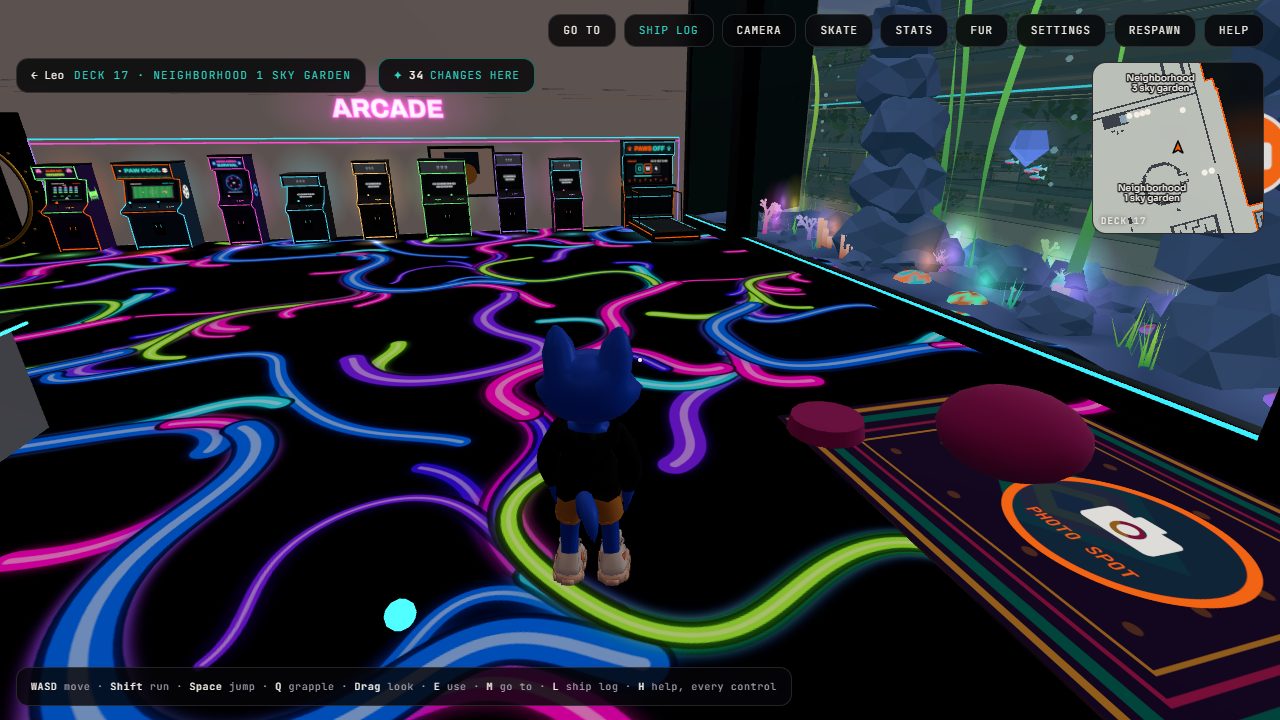 GO TO
SHIP LOG
CAMERA
SKATE
STATS
FUR
SETTINGS
RESPAWN
HELP
← Leo DECK 17 · NEIGHBORHOOD 1 SKY GARDEN
✦ 34 CHANGES HERE
Neighborhood
3 sky garden
Neighborhood
1 sky garden
DECK 17
ARCADE
PAW POOL
PAWS OFF
PHOTO SPOT
WASD move · Shift run · Space jump · Q grapple · Drag look · E use · M go to · L ship log · H help, every control